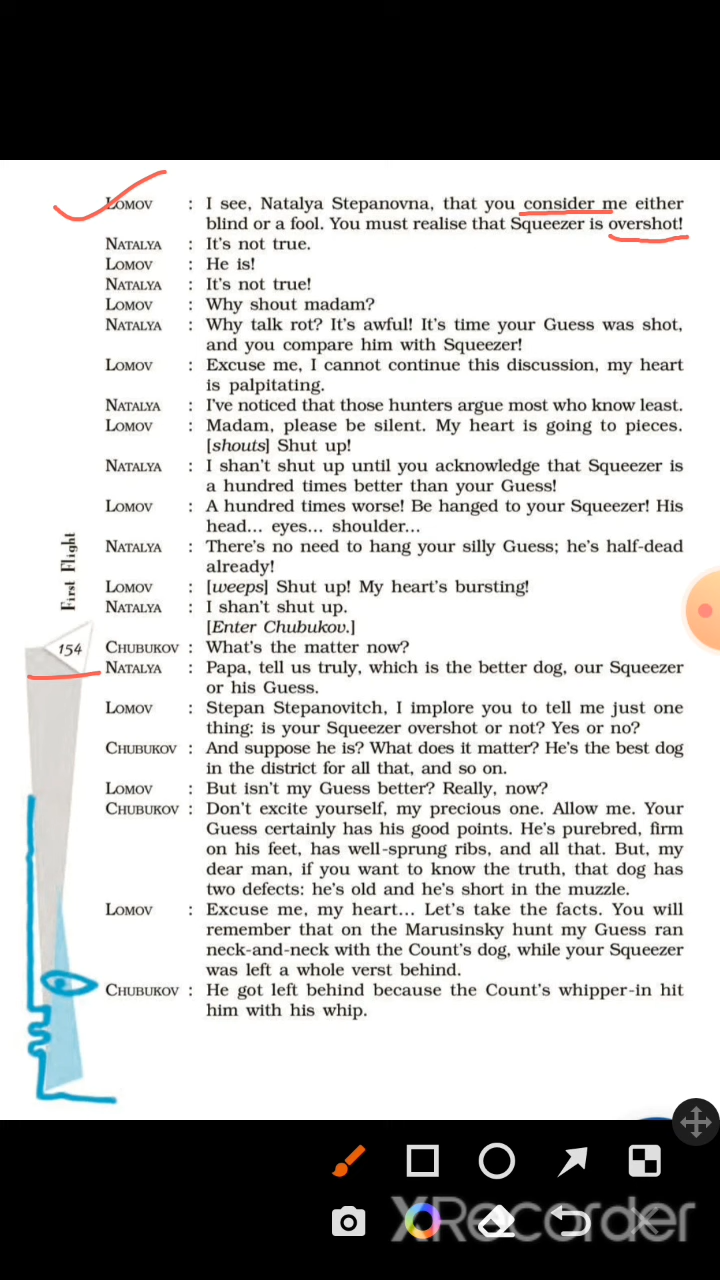 LOMOV : I see, Natalya Stepanovna, that you consider me either
blind or a fool. You must realise that Squeezer is overshot!
NATALYA : It's not true.
LOMOV : He is!
NATALYA : It's not true!
LOMOV : Why shout madam?
NATALYA : Why talk rot? It's awful! It's time your Guess was shot,
and you compare him with Squeezer!
LOMOV : Excuse me, I cannot continue this discussion, my heart
is palpitating.
NATALYA : I've noticed that those hunters argue most who know least.
LOMOV : Madam, please be silent. My heart is going to pieces.
[shouts] Shut up!
NATALYA : I shan't shut up until you acknowledge that Squeezer is
a hundred times better than your Guess!
LOMOV : A hundred times worse! Be hanged to your Squeezer! His
head... eyes... shoulder...
NATALYA : There's no need to hang your silly Guess; he's half-dead
already!
LOMOV : [weeps] Shut up! My heart's bursting!
NATALYA : I shan't shut up.
[Enter Chubukov.]
CHUBUKOV : What's the matter now?
NATALYA : Papa, tell us truly, which is the better dog, our Squeezer
or his Guess.
LOMOV : Stepan Stepanovitch, I implore you to tell me just one
thing: is your Squeezer overshot or not? Yes or no?
CHUBUKOV : And suppose he is? What does it matter? He's the best dog
in the district for all that, and so on.
LOMOV : But isn't my Guess better? Really, now?
CHUBUKOV : Don't excite yourself, my precious one. Allow me. Your
Guess certainly has his good points. He's purebred, firm
on his feet, has well-sprung ribs, and all that. But, my
dear man, if you want to know the truth, that dog has
two defects: he's old and he's short in the muzzle.
LOMOV : Excuse me, my heart... Let's take the facts. You will
remember that on the Marusinsky hunt my Guess ran
neck-and-neck with the Count's dog, while your Squeezer
was left a whole verst behind.
CHUBUKOV : He got left behind because the Count's whipper-in hit
him with his whip.
First Flight
154
XRecorder